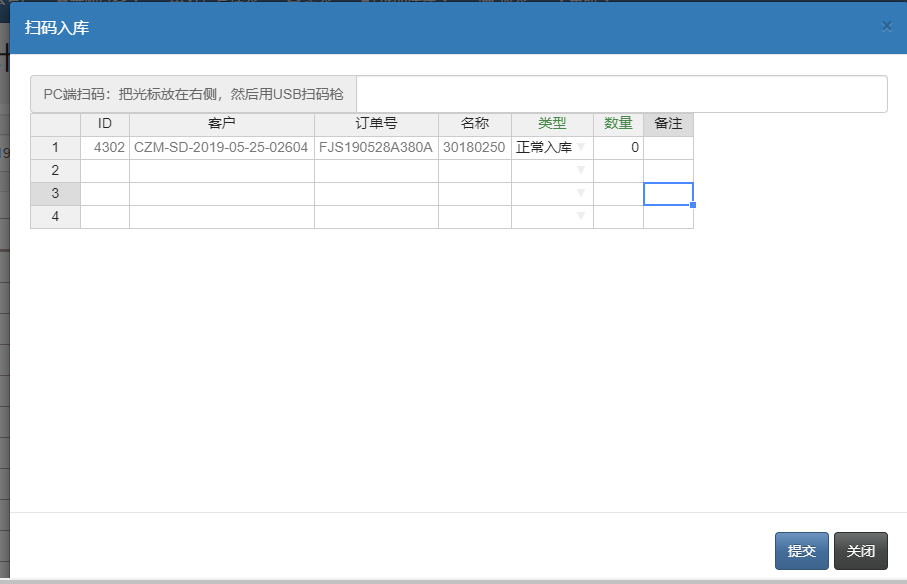 扫码入库 ×
PC端扫码：把光标放在右侧，然后用USB扫码枪
ID 客户 订单号 名称 类型 数量 备注
1 4302 CZM-SD-2019-05-25-02604 FJS190528A380A 30180250 正常入库 ▼ 0
2 ▼
3 ▼
4 ▼
提交 关闭